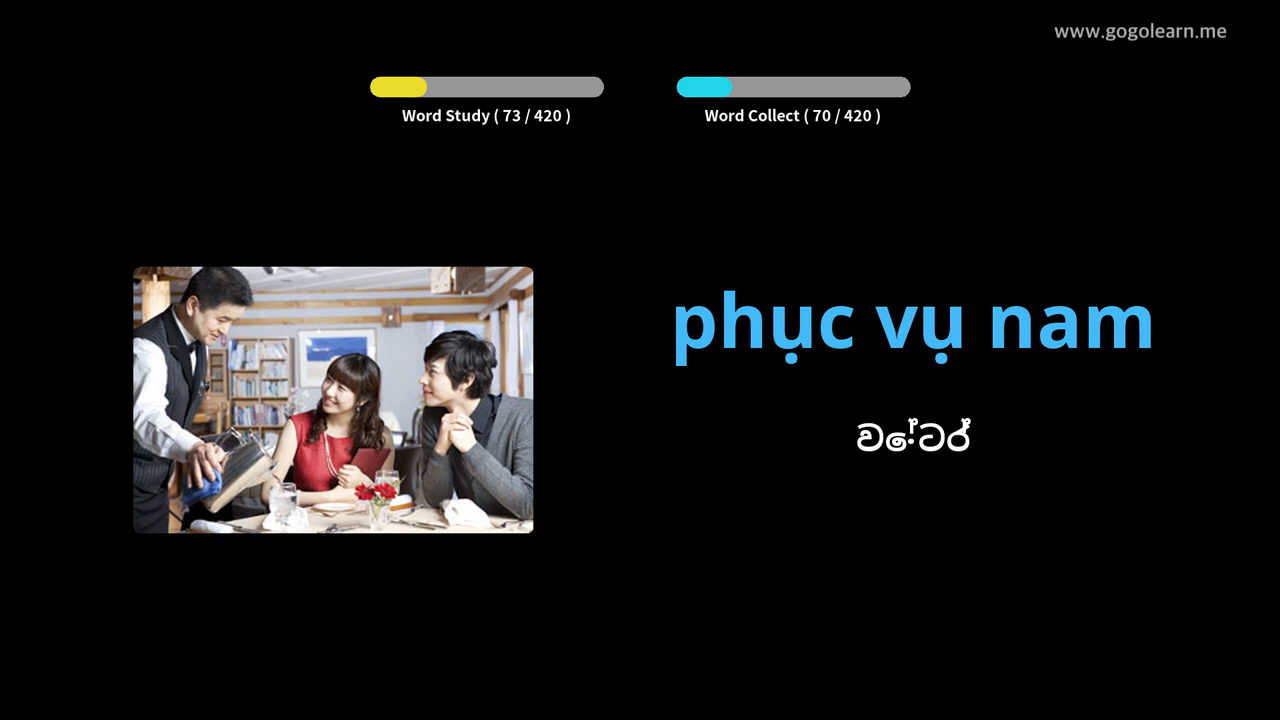 www.gogolearn.me
Word Study ( 73 / 420 )
Word Collect ( 70 / 420 )
phục vụ nam
වේටර්